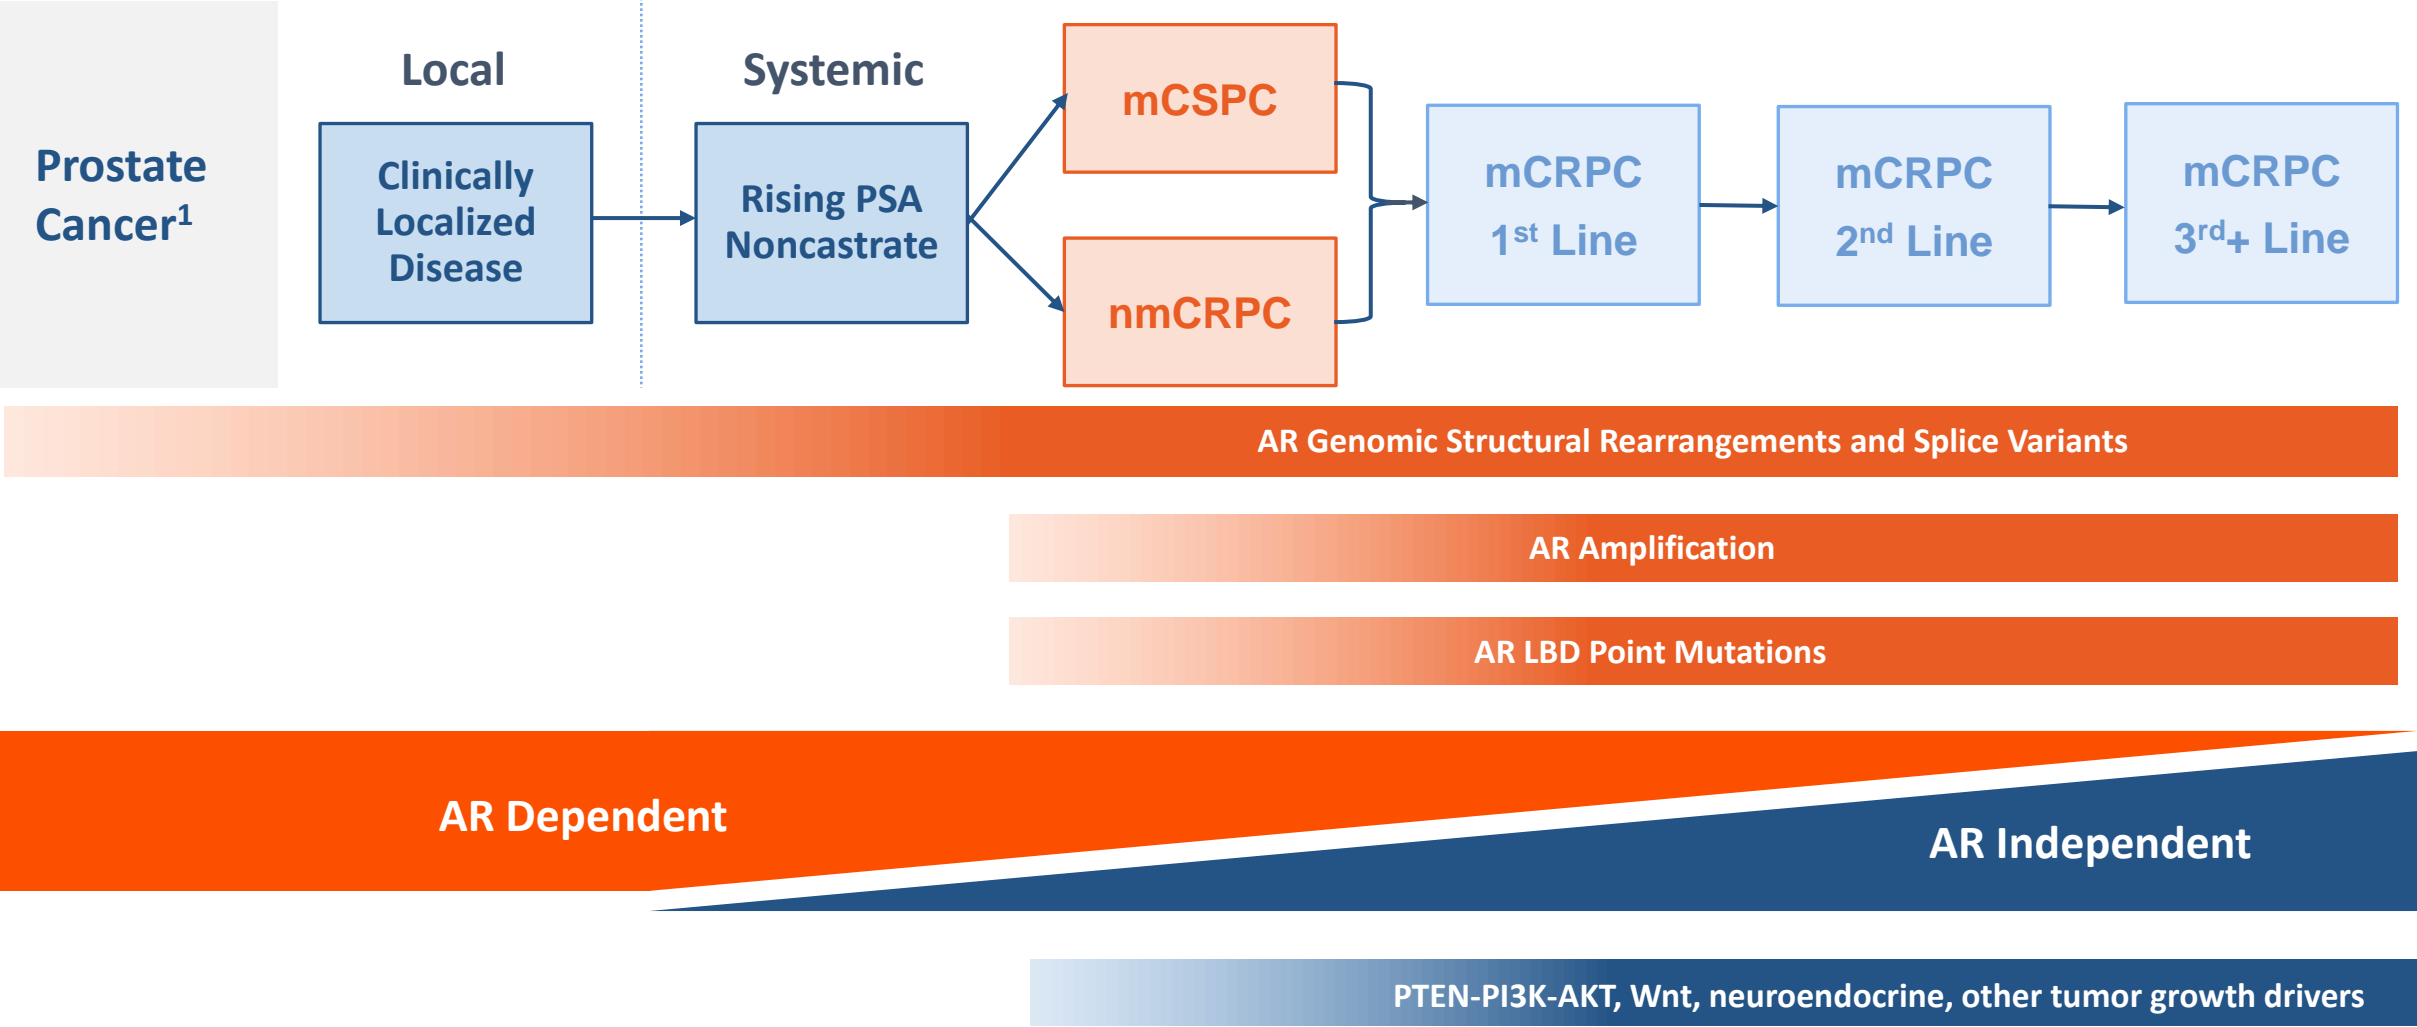 Prostate
Cancer¹
Local
Systemic
Clinically
Localized
Disease
Rising PSA
Noncastrate
mCSPC
nmCRPC
mCRPC
1st Line
mCRPC
2nd Line
mCRPC
3rd+ Line
AR Genomic Structural Rearrangements and Splice Variants
AR Amplification
AR LBD Point Mutations
AR Dependent
AR Independent
PTEN-PI3K-AKT, Wnt, neuroendocrine, other tumor growth drivers